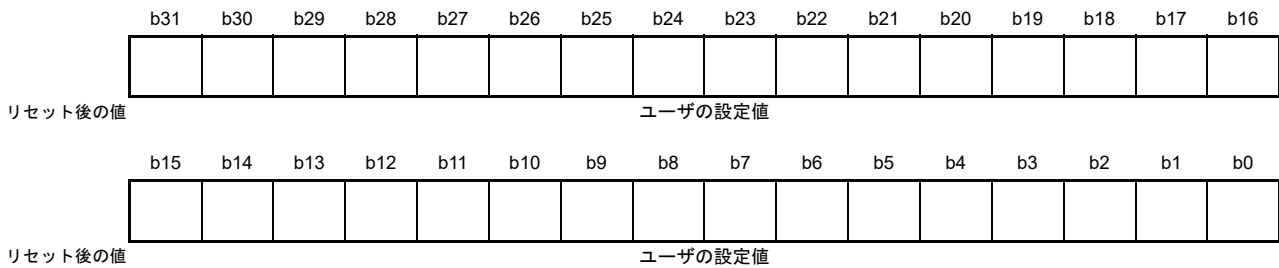 b31 b30 b29 b28 b27 b26 b25 b24 b23 b22 b21 b20 b19 b18 b17 b16
リセット後の値 ユーザの設定値
b15 b14 b13 b12 b11 b10 b9 b8 b7 b6 b5 b4 b3 b2 b1 b0
リセット後の値 ユーザの設定値